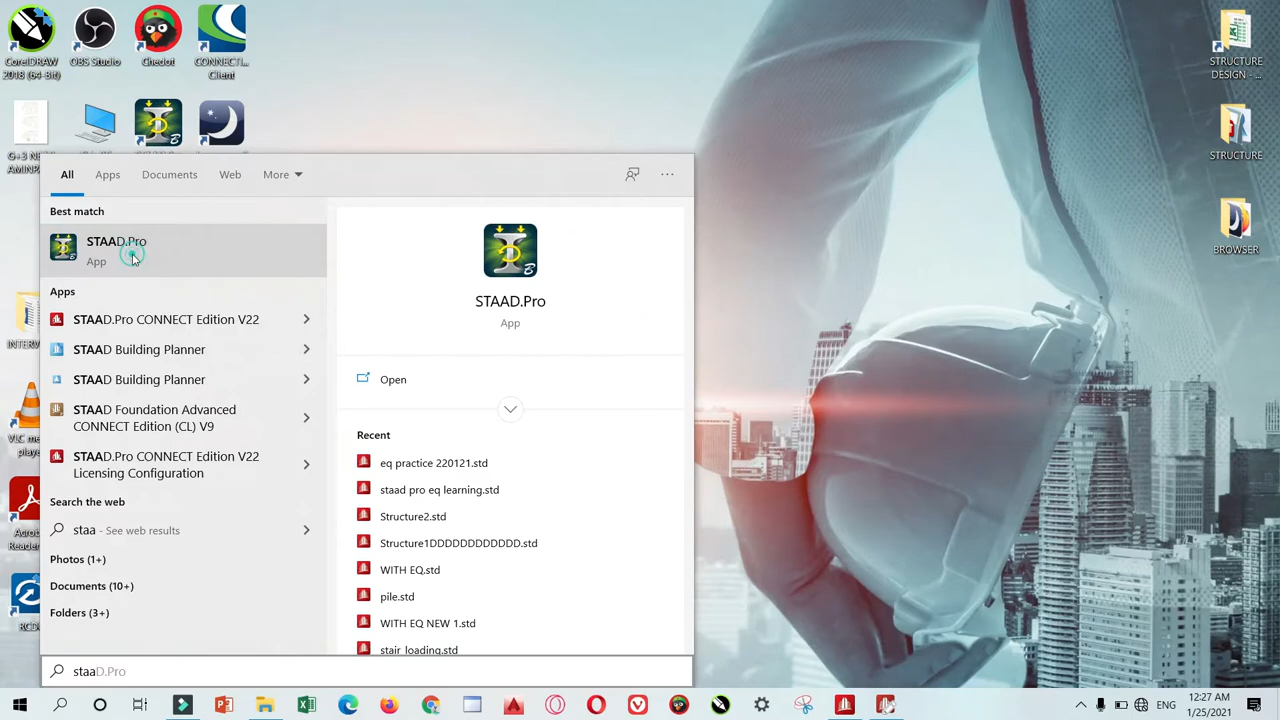 CorelDRAW
2018 (64-Bit)
OBS Studio
Chedot
CONNECTI...
Client
STRUCTURE
DESIGN - ...
STRUCTURE
BROWSER
All
Apps
Documents
Web
More
Best match
STAAD.Pro
App
Apps
STAAD.Pro CONNECT Edition V22
STAAD Building Planner
STAAD Building Planner
STAAD Foundation Advanced
CONNECT Edition (CL) V9
STAAD.Pro CONNECT Edition V22
Licensing Configuration
Search the web
staa - See web results
Photos (1+)
Documents (10+)
Folders (3+)
STAAD.Pro
App
Open
Recent
eq practice 220121.std
staad pro eq learning.std
Structure2.std
Structure1DDDDDDDDDDDD.std
WITH EQ.std
pile.std
WITH EQ NEW 1.std
stair_loading.std
staaD.Pro
ENG
12:27 AM
1/25/2021